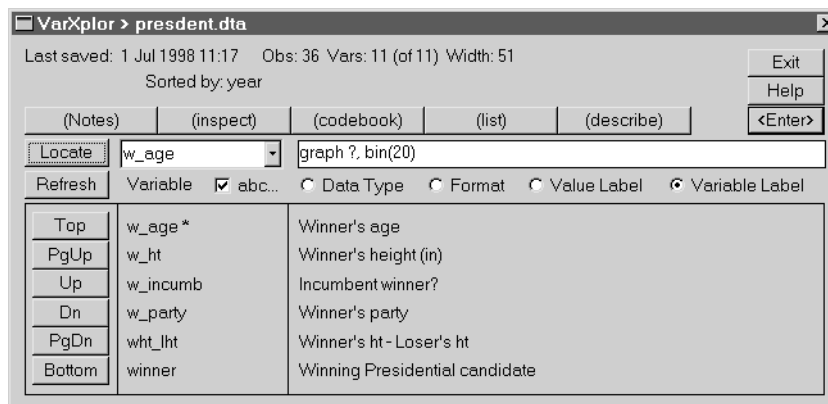 VarXplor > presdent.dta
Last saved: 1 Jul 1998 11:17 Obs: 36 Vars: 11 (of 11) Width: 51
Sorted by: year
Exit
Help
(Notes) (inspect) (codebook) (list) (describe) <Enter>
Locate w_age graph ?, bin(20)
Refresh Variable abc... Data Type Format Value Label Variable Label
Top w_age * Winner's age
PgUp w_ht Winner's height (in)
Up w_incumb Incumbent winner?
Dn w_party Winner's party
PgDn wht_lht Winner's ht - Loser's ht
Bottom winner Winning Presidential candidate